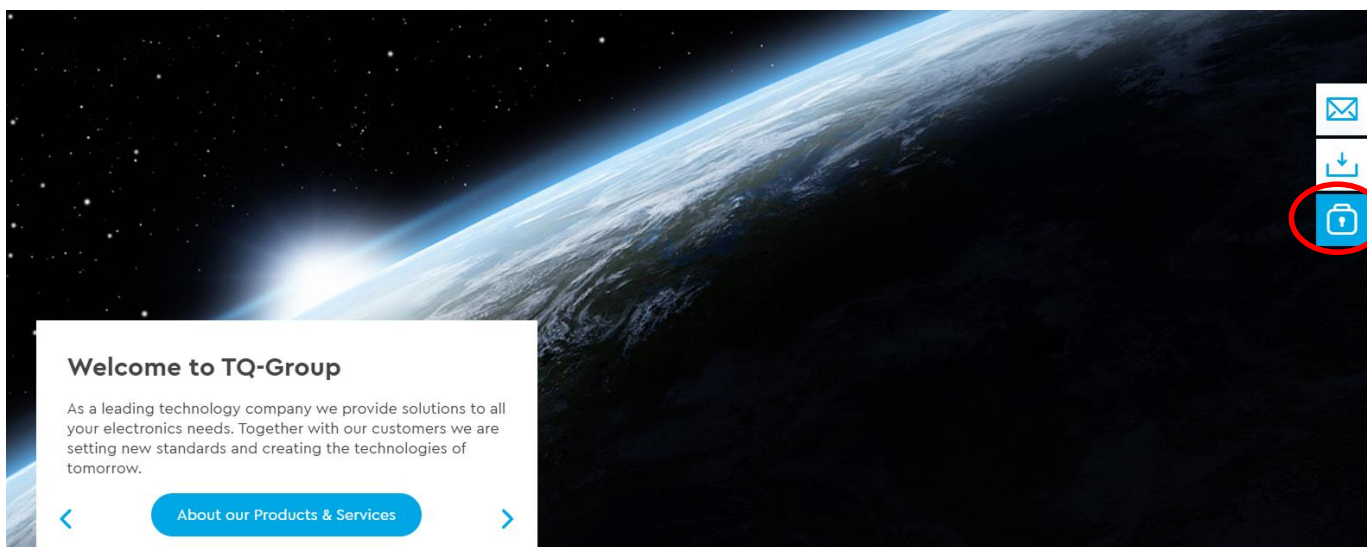 Welcome to TQ-Group
As a leading technology company we provide solutions to all
your electronics needs. Together with our customers we are
setting new standards and creating the technologies of
tomorrow.
About our Products & Services